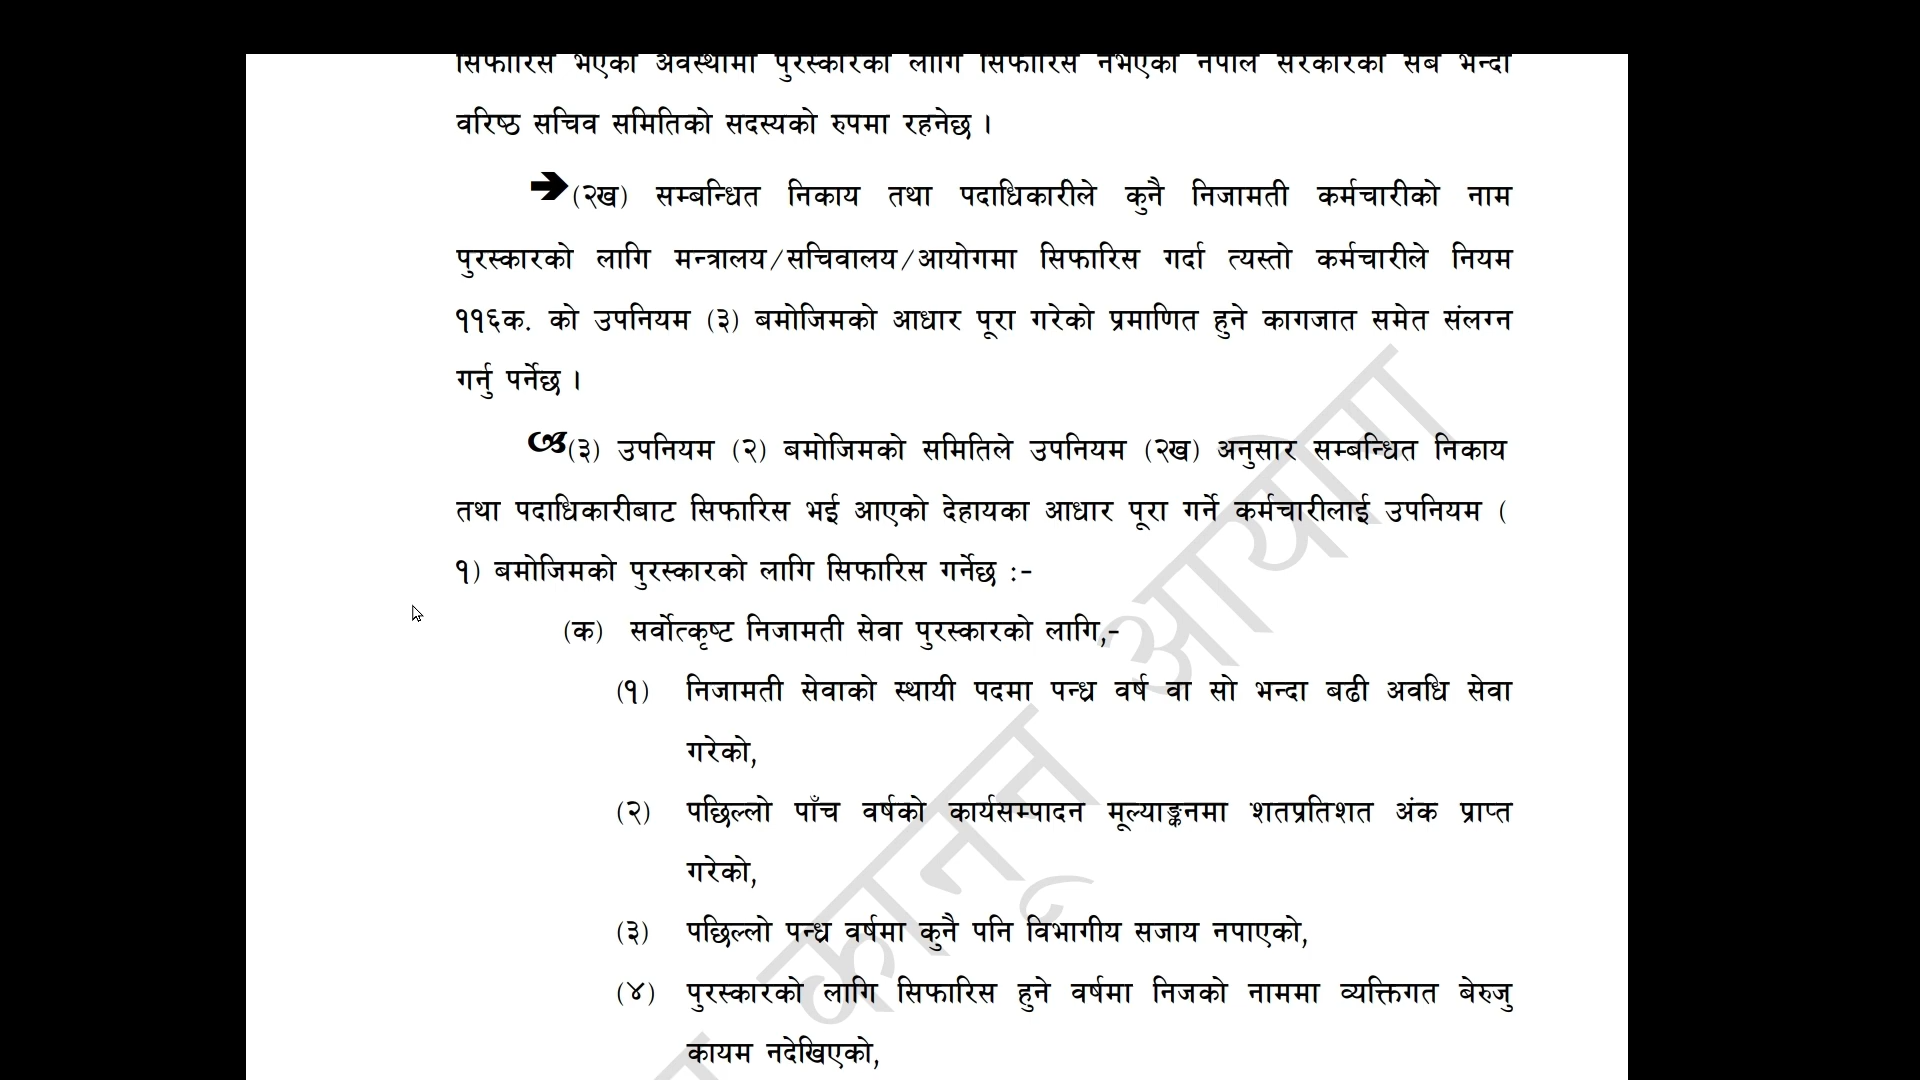 सिफारिस भएको अवस्थामा पुरस्कारको लागि सिफारिस नभएको नेपाल सरकारको सबै भन्दा
वरिष्ठ सचिव समितिको सदस्यको रुपमा रहनेछ ।
➔(२ख) सम्बन्धित निकाय तथा पदाधिकारीले कुनै निजामती कर्मचारीको नाम
पुरस्कारको लागि मन्त्रालय/सचिवालय/आयोगमा सिफारिस गर्दा त्यस्तो कर्मचारीले नियम
११६क. को उपनियम (३) बमोजिमको आधार पूरा गरेको प्रमाणित हुने कागजात समेत संलग्न
गर्नु पर्नेछ ।
(३) उपनियम (२) बमोजिमको समितिले उपनियम (२ख) अनुसार सम्बन्धित निकाय
तथा पदाधिकारीबाट सिफारिस भई आएको देहायका आधार पूरा गर्ने कर्मचारीलाई उपनियम (
१) बमोजिमको पुरस्कारको लागि सिफारिस गर्नेछ :-
(क) सर्वोत्कृष्ट निजामती सेवा पुरस्कारको लागि,-
(१) निजामती सेवाको स्थायी पदमा पन्ध्र वर्ष वा सो भन्दा बढी अवधि सेवा
गरेको,
(२) पछिल्लो पाँच वर्षको कार्यसम्पादन मूल्याङ्कनमा शतप्रतिशत अंक प्राप्त
गरेको,
(३) पछिल्लो पन्ध्र वर्षमा कुनै पनि विभागीय सजाय नपाएको,
(४) पुरस्कारको लागि सिफारिस हुने वर्षमा निजको नाममा व्यक्तिगत बेरुजु
कायम नदेखिएको,
कानून आयोग